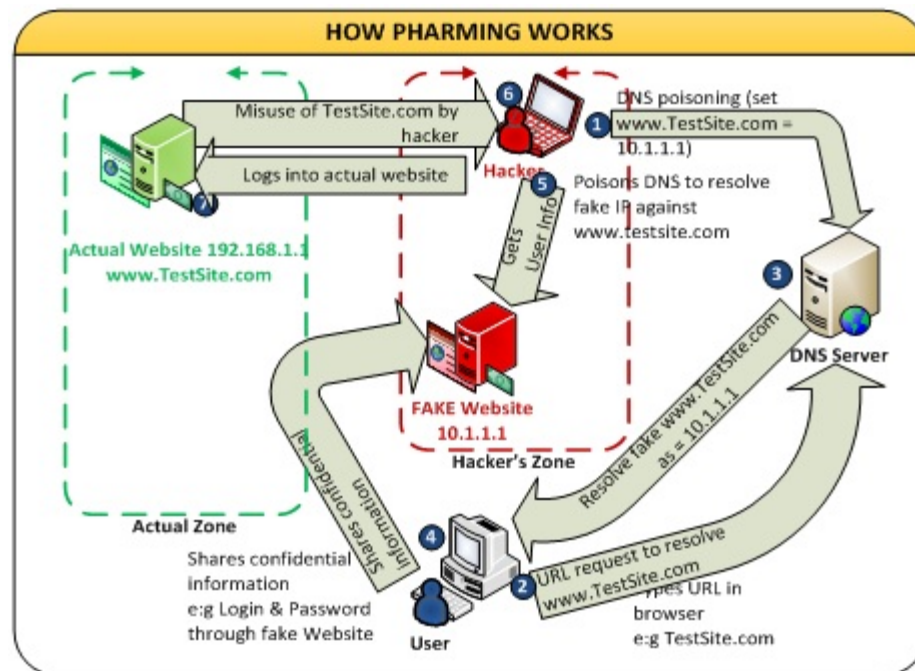 HOW PHARMING WORKS
6
Misuse of TestSite.com by
hacker
1
DNS poisoning (set
www.TestSite.com =
10.1.1.1)
Hacker
Logs into actual website
7
5
Poisons DNS to resolve
fake IP against
www.testsite.com
Gets
User Info
Actual Website 192.168.1.1
www.TestSite.com
3
DNS Server
FAKE Website
10.1.1.1
Hacker's Zone
Resolve fake www.TestSite.com
as = 10.1.1.1
Shares confidential
information
Actual Zone
Shares confidential
information
e:g Login & Password
through fake Website
4
User
2
URL request to resolve
www.TestSite.com
Types URL in
browser
e:g TestSite.com